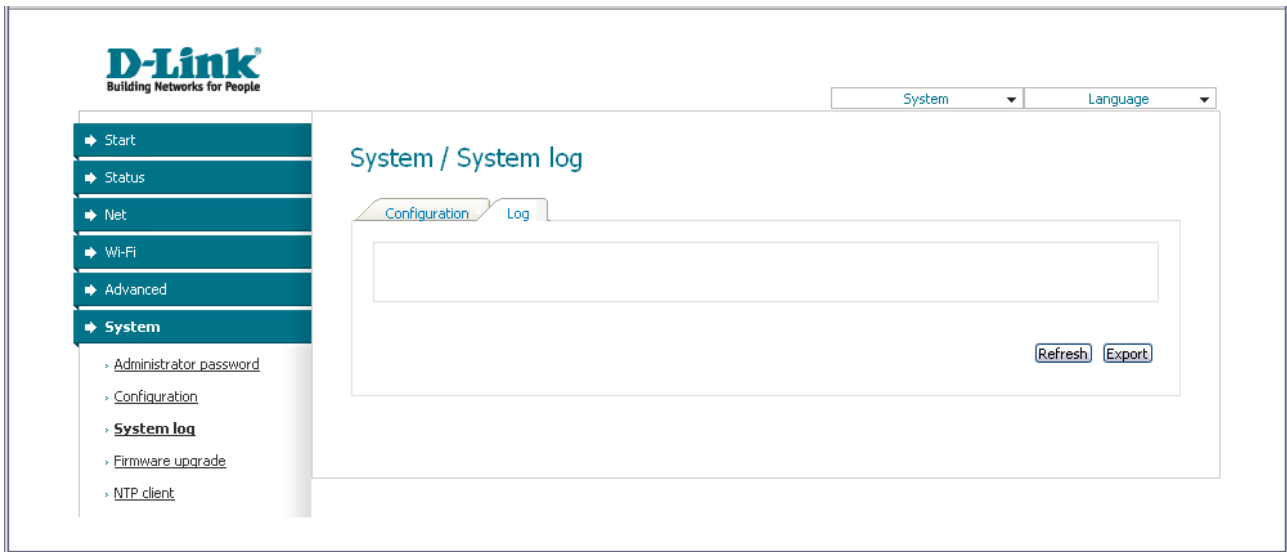 D-Link®
Building Networks for People
System Language
Start
Status
Net
Wi-Fi
Advanced
System
Administrator password
Configuration
System log
Firmware upgrade
NTP client
System / System log
Configuration Log
Refresh Export